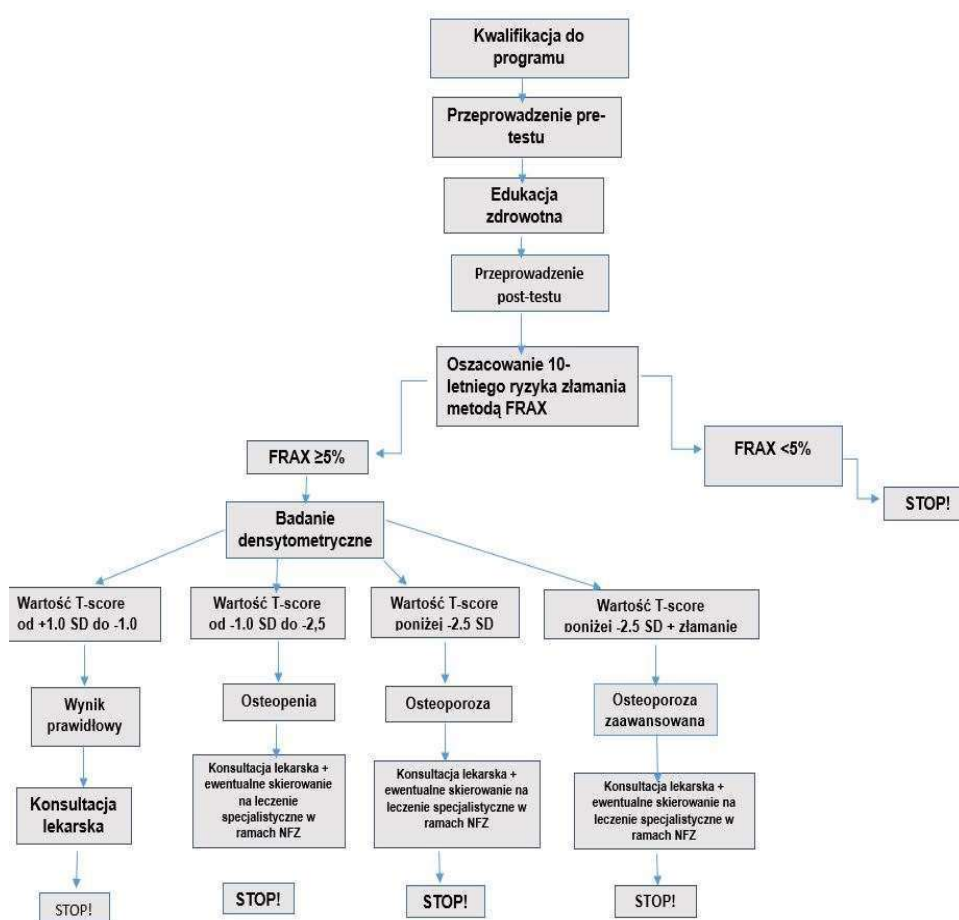 Kwalifikacja do
programu
Przeprowadzenie pre-
testu
Edukacja
zdrowotna
Przeprowadzenie
post-testu
Oszacowanie 10-
letniego ryzyka złamania
metodą FRAX
FRAX ≥5%
FRAX <5%
STOP!
Badanie
densytometryczne
Wartość T-score
od +1.0 SD do -1.0
Wartość T-score
od -1.0 SD do -2,5
Wartość T-score
poniżej -2.5 SD
Wartość T-score
poniżej -2.5 SD + złamanie
Wynik
prawidłowy
Osteopenia
Osteoporoza
Osteoporoza
zaawansowana
Konsultacja
lekarska
Konsultacja lekarska +
ewentualne skierowanie
na leczenie
specjalistyczne w
ramach NFZ
Konsultacja lekarska +
ewentualne skierowanie na
leczenie specjalistyczne w
ramach NFZ
Konsultacja lekarska +
ewentualne skierowanie na
leczenie specjalistyczne w
ramach NFZ
STOP!
STOP!
STOP!
STOP!